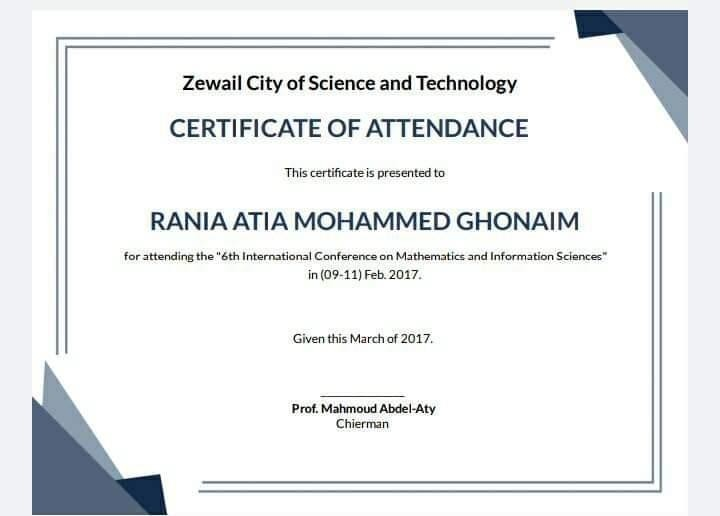 Zewail City of Science and Technology
CERTIFICATE OF ATTENDANCE
This certificate is presented to
RANIA ATIA MOHAMMED GHONAIM
for attending the "6th International Conference on Mathematics and Information Sciences"
in (09-11) Feb. 2017.
Given this March of 2017.
Prof. Mahmoud Abdel-Aty
Chierman